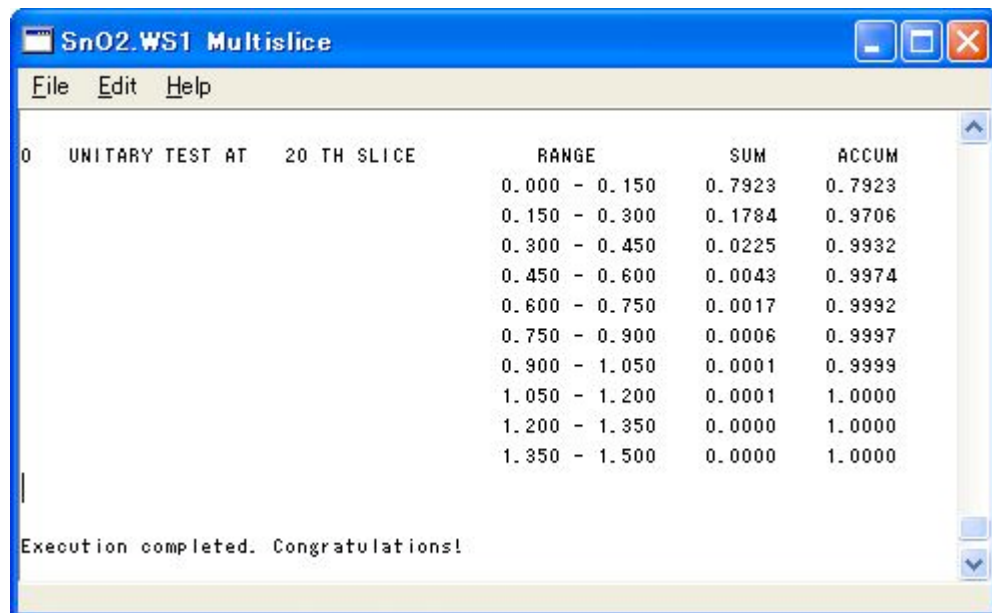 SnO2.WS1 Multislice
File Edit Help
0 UNITARY TEST AT 20 TH SLICE RANGE SUM ACCUM
0.000 - 0.150 0.7923 0.7923
0.150 - 0.300 0.1784 0.9706
0.300 - 0.450 0.0225 0.9932
0.450 - 0.600 0.0043 0.9974
0.600 - 0.750 0.0017 0.9992
0.750 - 0.900 0.0006 0.9997
0.900 - 1.050 0.0001 0.9999
1.050 - 1.200 0.0001 1.0000
1.200 - 1.350 0.0000 1.0000
1.350 - 1.500 0.0000 1.0000
Execution completed. Congratulations!